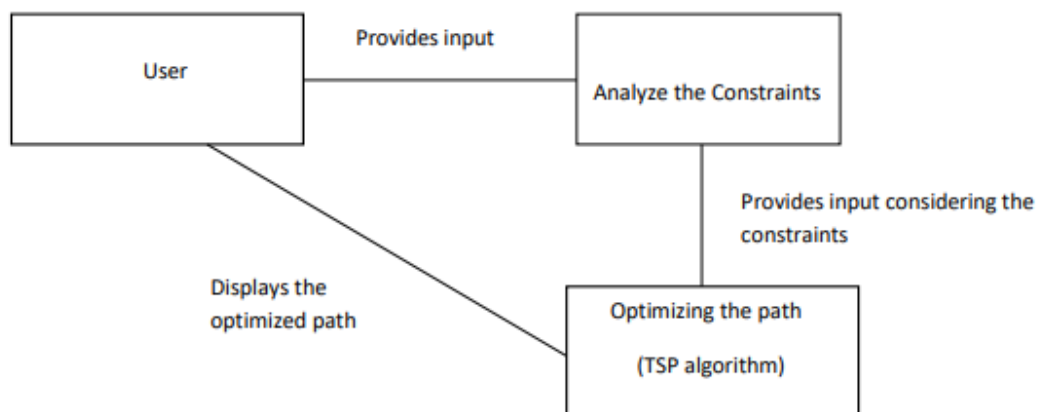 Provides input
User
Analyze the Constraints
Provides input considering the
constraints
Displays the
optimized path
Optimizing the path
(TSP algorithm)